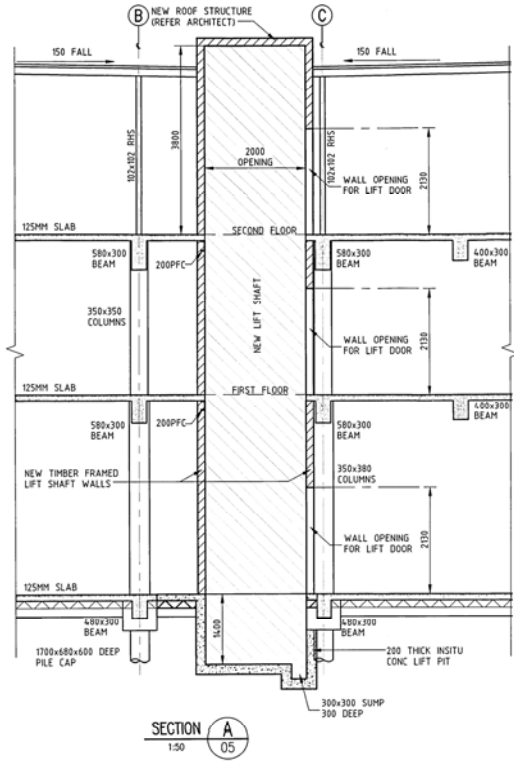 B
NEW ROOF STRUCTURE
(REFER ARCHITECT)
C
150 FALL
150 FALL
102x102 RHS
3800
2000
OPENING
102x102 RHS
WALL OPENING
FOR LIFT DOOR
2130
125MM SLAB
SECOND FLOOR
580x300
BEAM
200PFC
580x300
BEAM
400x300
BEAM
350x350
COLUMNS
NEW LIFT SHAFT
WALL OPENING
FOR LIFT DOOR
2130
125MM SLAB
FIRST FLOOR
580x300
BEAM
200PFC
580x300
BEAM
400x300
BEAM
NEW TIMBER FRAMED
LIFT SHAFT WALLS
350x380
COLUMNS
WALL OPENING
FOR LIFT DOOR
2130
125MM SLAB
480x300
BEAM
1400
480x300
BEAM
1700x680x600 DEEP
PILE CAP
200 THICK INSITU
CONC LIFT PIT
300x300 SUMP
300 DEEP
SECTION A
1:50 05